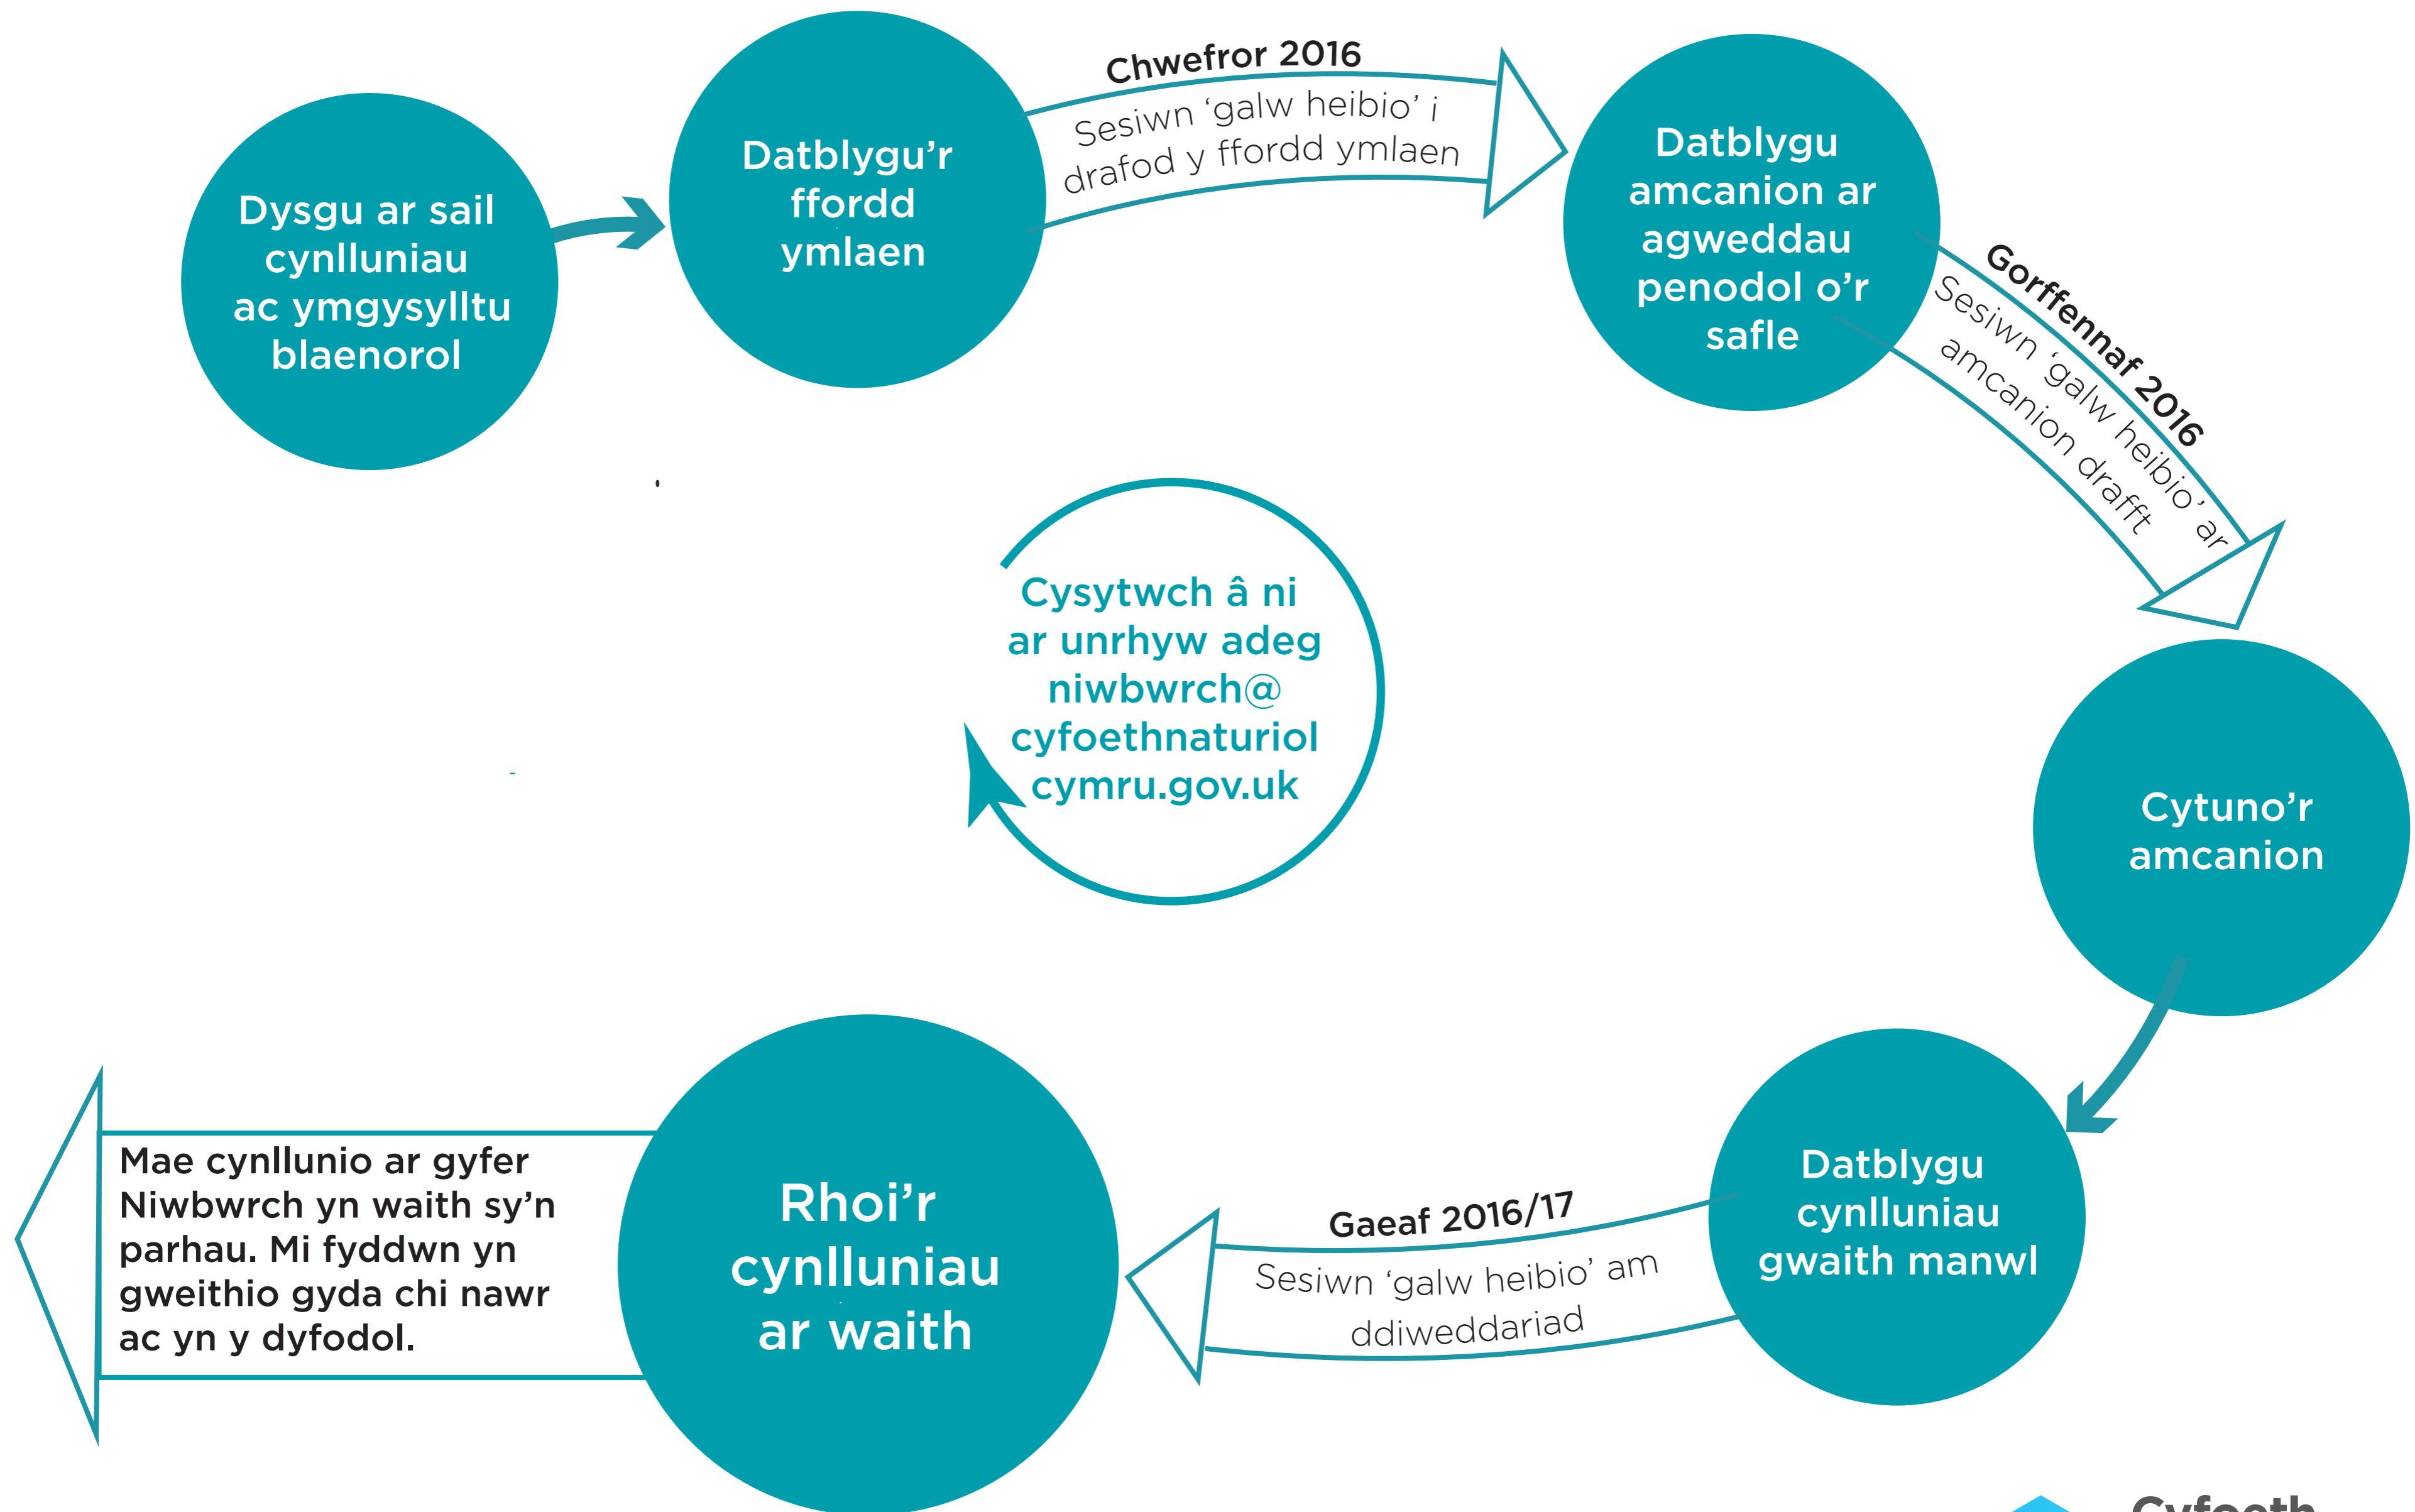 Dysgu ar sail
cynlluniau
ac ymgysylltu
blaenorol
Datblygu’r
ffordd
ymlaen
Chwefror 2016
Sesiwn ‘galw heibio’ i
drafod y ffordd ymlaen
Datblygu
amcanion ar
agweddau
penodol o’r
safle
Gorffennaf 2016
Sesiwn ‘galw heibio’ ar
amcanion drafft
Cytuno’r
amcanion
Datblygu
cynlluniau
gwaith manwl
Gaeaf 2016/17
Sesiwn ‘galw heibio’ am
ddiweddariad
Rhoi’r
cynlluniau
ar waith
Mae cynllunio ar gyfer
Niwbwrch yn waith sy’n
parhau. Mi fyddwn yn
gweithio gyda chi nawr
ac yn y dyfodol.
Cysytwch â ni
ar unrhyw adeg
niwbwrch@
cyfoethnaturiol
cymru.gov.uk
Cyfoeth